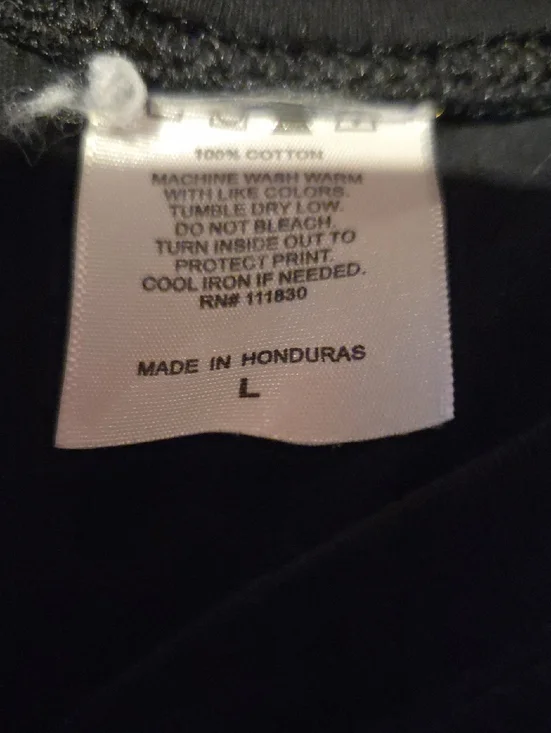 100% COTTON
MACHINE WASH WARM
WITH LIKE COLORS.
TUMBLE DRY LOW.
DO NOT BLEACH.
TURN INSIDE OUT TO
PROTECT PRINT.
COOL IRON IF NEEDED.
RN# 111830
MADE IN HONDURAS
L